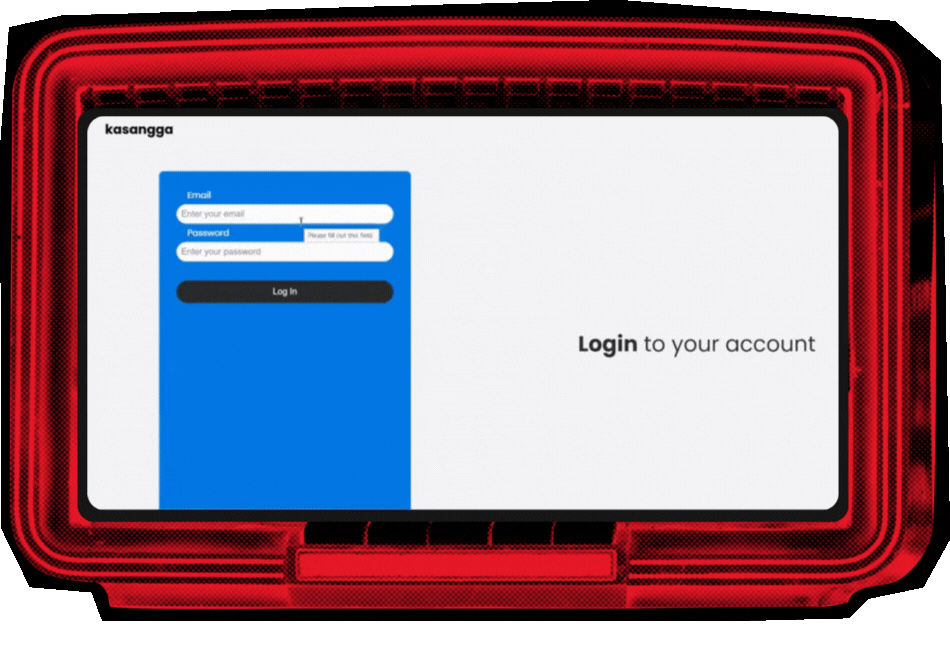 kasangga
Email
Enter your email
Password
Please fill out this field.
Enter your password
Log In
Login to your account